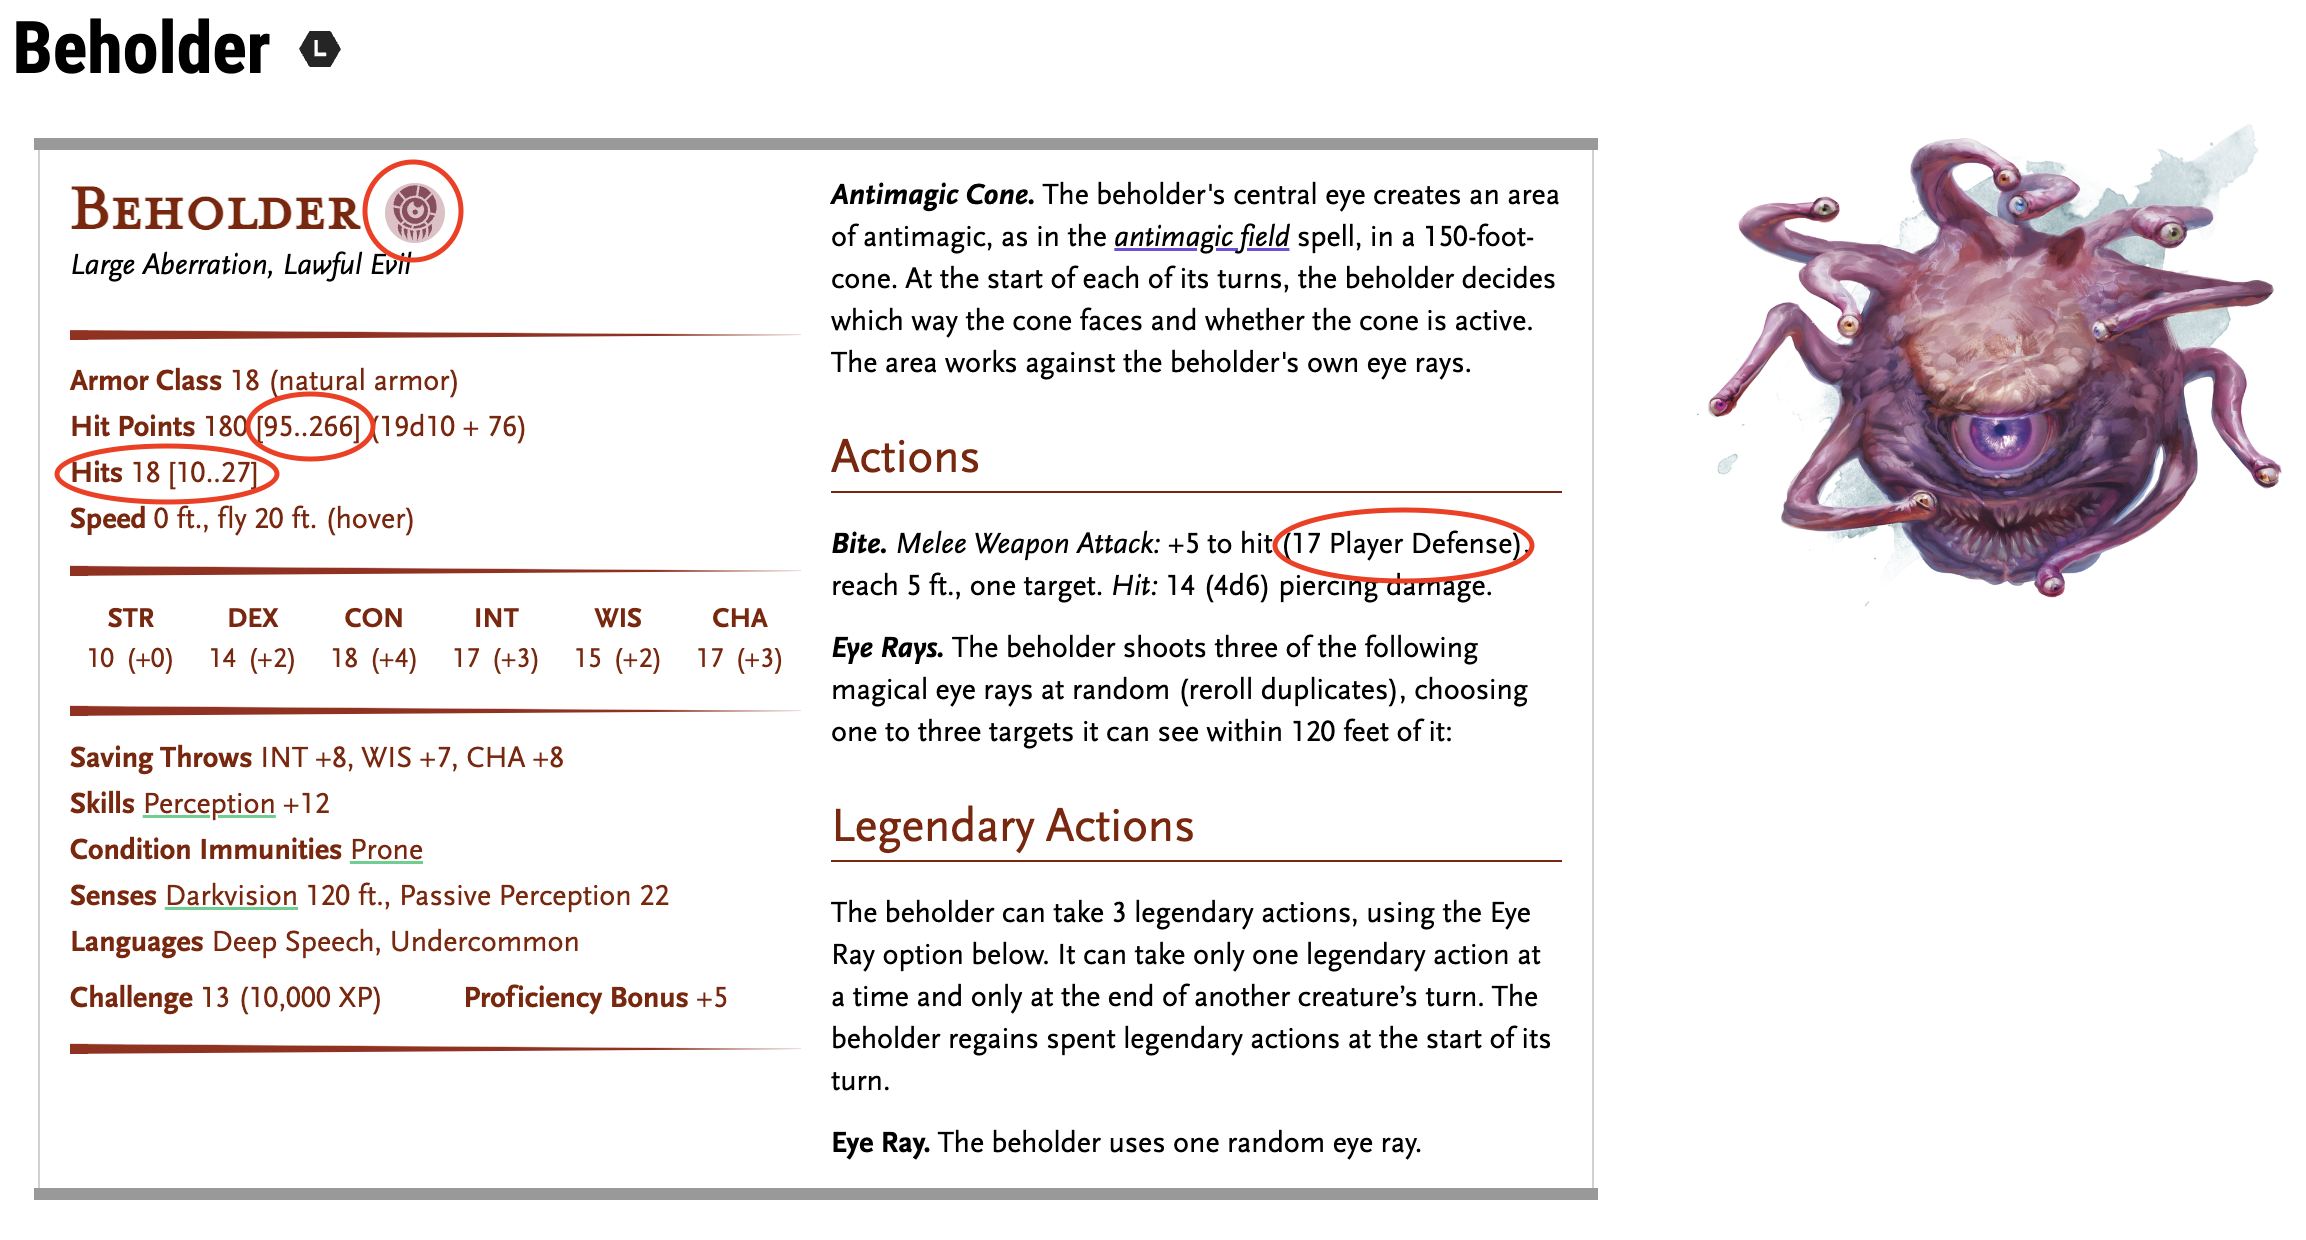 Beholder L
BEHOLDER
Large Aberration, Lawful Evil
Armor Class 18 (natural armor)
Hit Points 180 [95..266] (19d10 + 76)
Hits 18 [10..27]
Speed 0 ft., fly 20 ft. (hover)
STR DEX CON INT WIS CHA
10 (+0) 14 (+2) 18 (+4) 17 (+3) 15 (+2) 17 (+3)
Saving Throws INT +8, WIS +7, CHA +8
Skills Perception +12
Condition Immunities Prone
Senses Darkvision 120 ft., Passive Perception 22
Languages Deep Speech, Undercommon
Challenge 13 (10,000 XP) Proficiency Bonus +5
Antimagic Cone. The beholder's central eye creates an area
of antimagic, as in the antimagic field spell, in a 150-foot-
cone. At the start of each of its turns, the beholder decides
which way the cone faces and whether the cone is active.
The area works against the beholder's own eye rays.
Actions
Bite. Melee Weapon Attack: +5 to hit (17 Player Defense),
reach 5 ft., one target. Hit: 14 (4d6) piercing damage.
Eye Rays. The beholder shoots three of the following
magical eye rays at random (reroll duplicates), choosing
one to three targets it can see within 120 feet of it:
Legendary Actions
The beholder can take 3 legendary actions, using the Eye
Ray option below. It can take only one legendary action at
a time and only at the end of another creature’s turn. The
beholder regains spent legendary actions at the start of its
turn.
Eye Ray. The beholder uses one random eye ray.